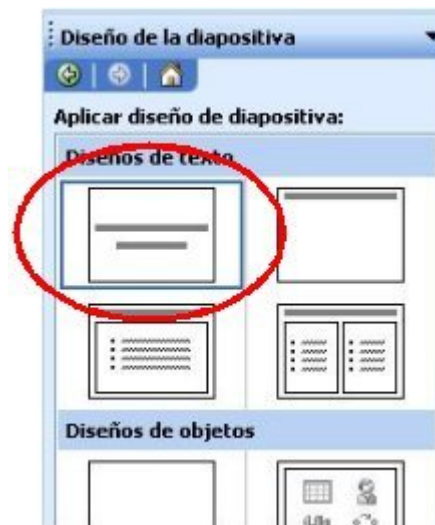 Diseño de la diapositiva
Aplicar diseño de diapositiva:
Diseños de texto
Diseños de objetos